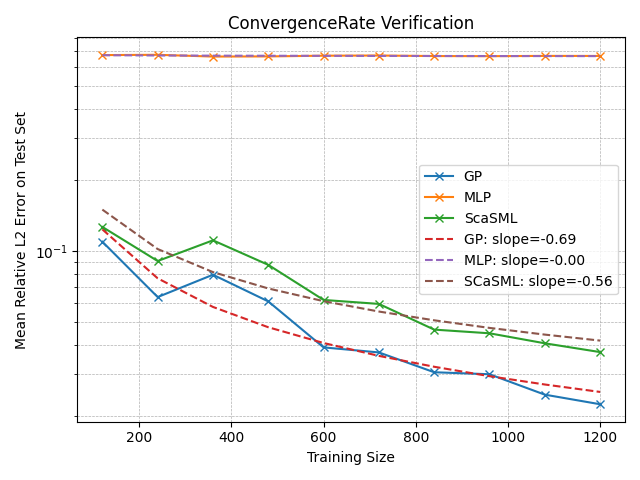 ConvergenceRate Verification
Mean Relative L2 Error on Test Set
10⁻¹
GP
MLP
ScaSML
GP: slope=-0.69
MLP: slope=-0.00
SCaSML: slope=-0.56
200 400 600 800 1000 1200
Training Size